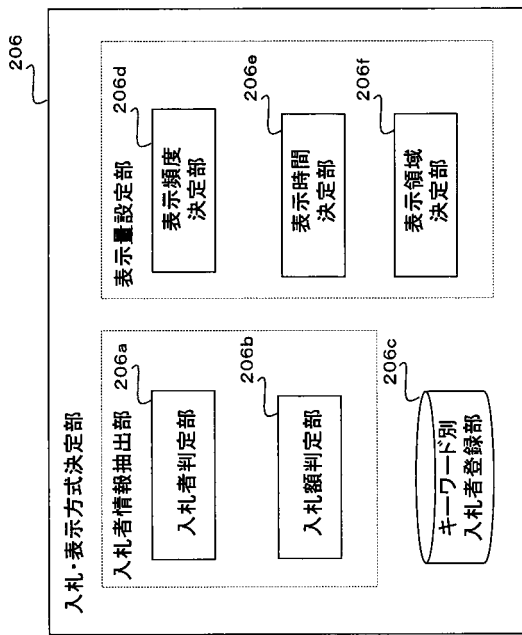 206
入札・表示方式決定部
入札者情報抽出部
206a
入札者判定部
206b
入札額判定部
206c
キーワード別
入札者登録部
表示量設定部
206d
表示頻度
決定部
206e
表示時間
決定部
206f
表示領域
決定部